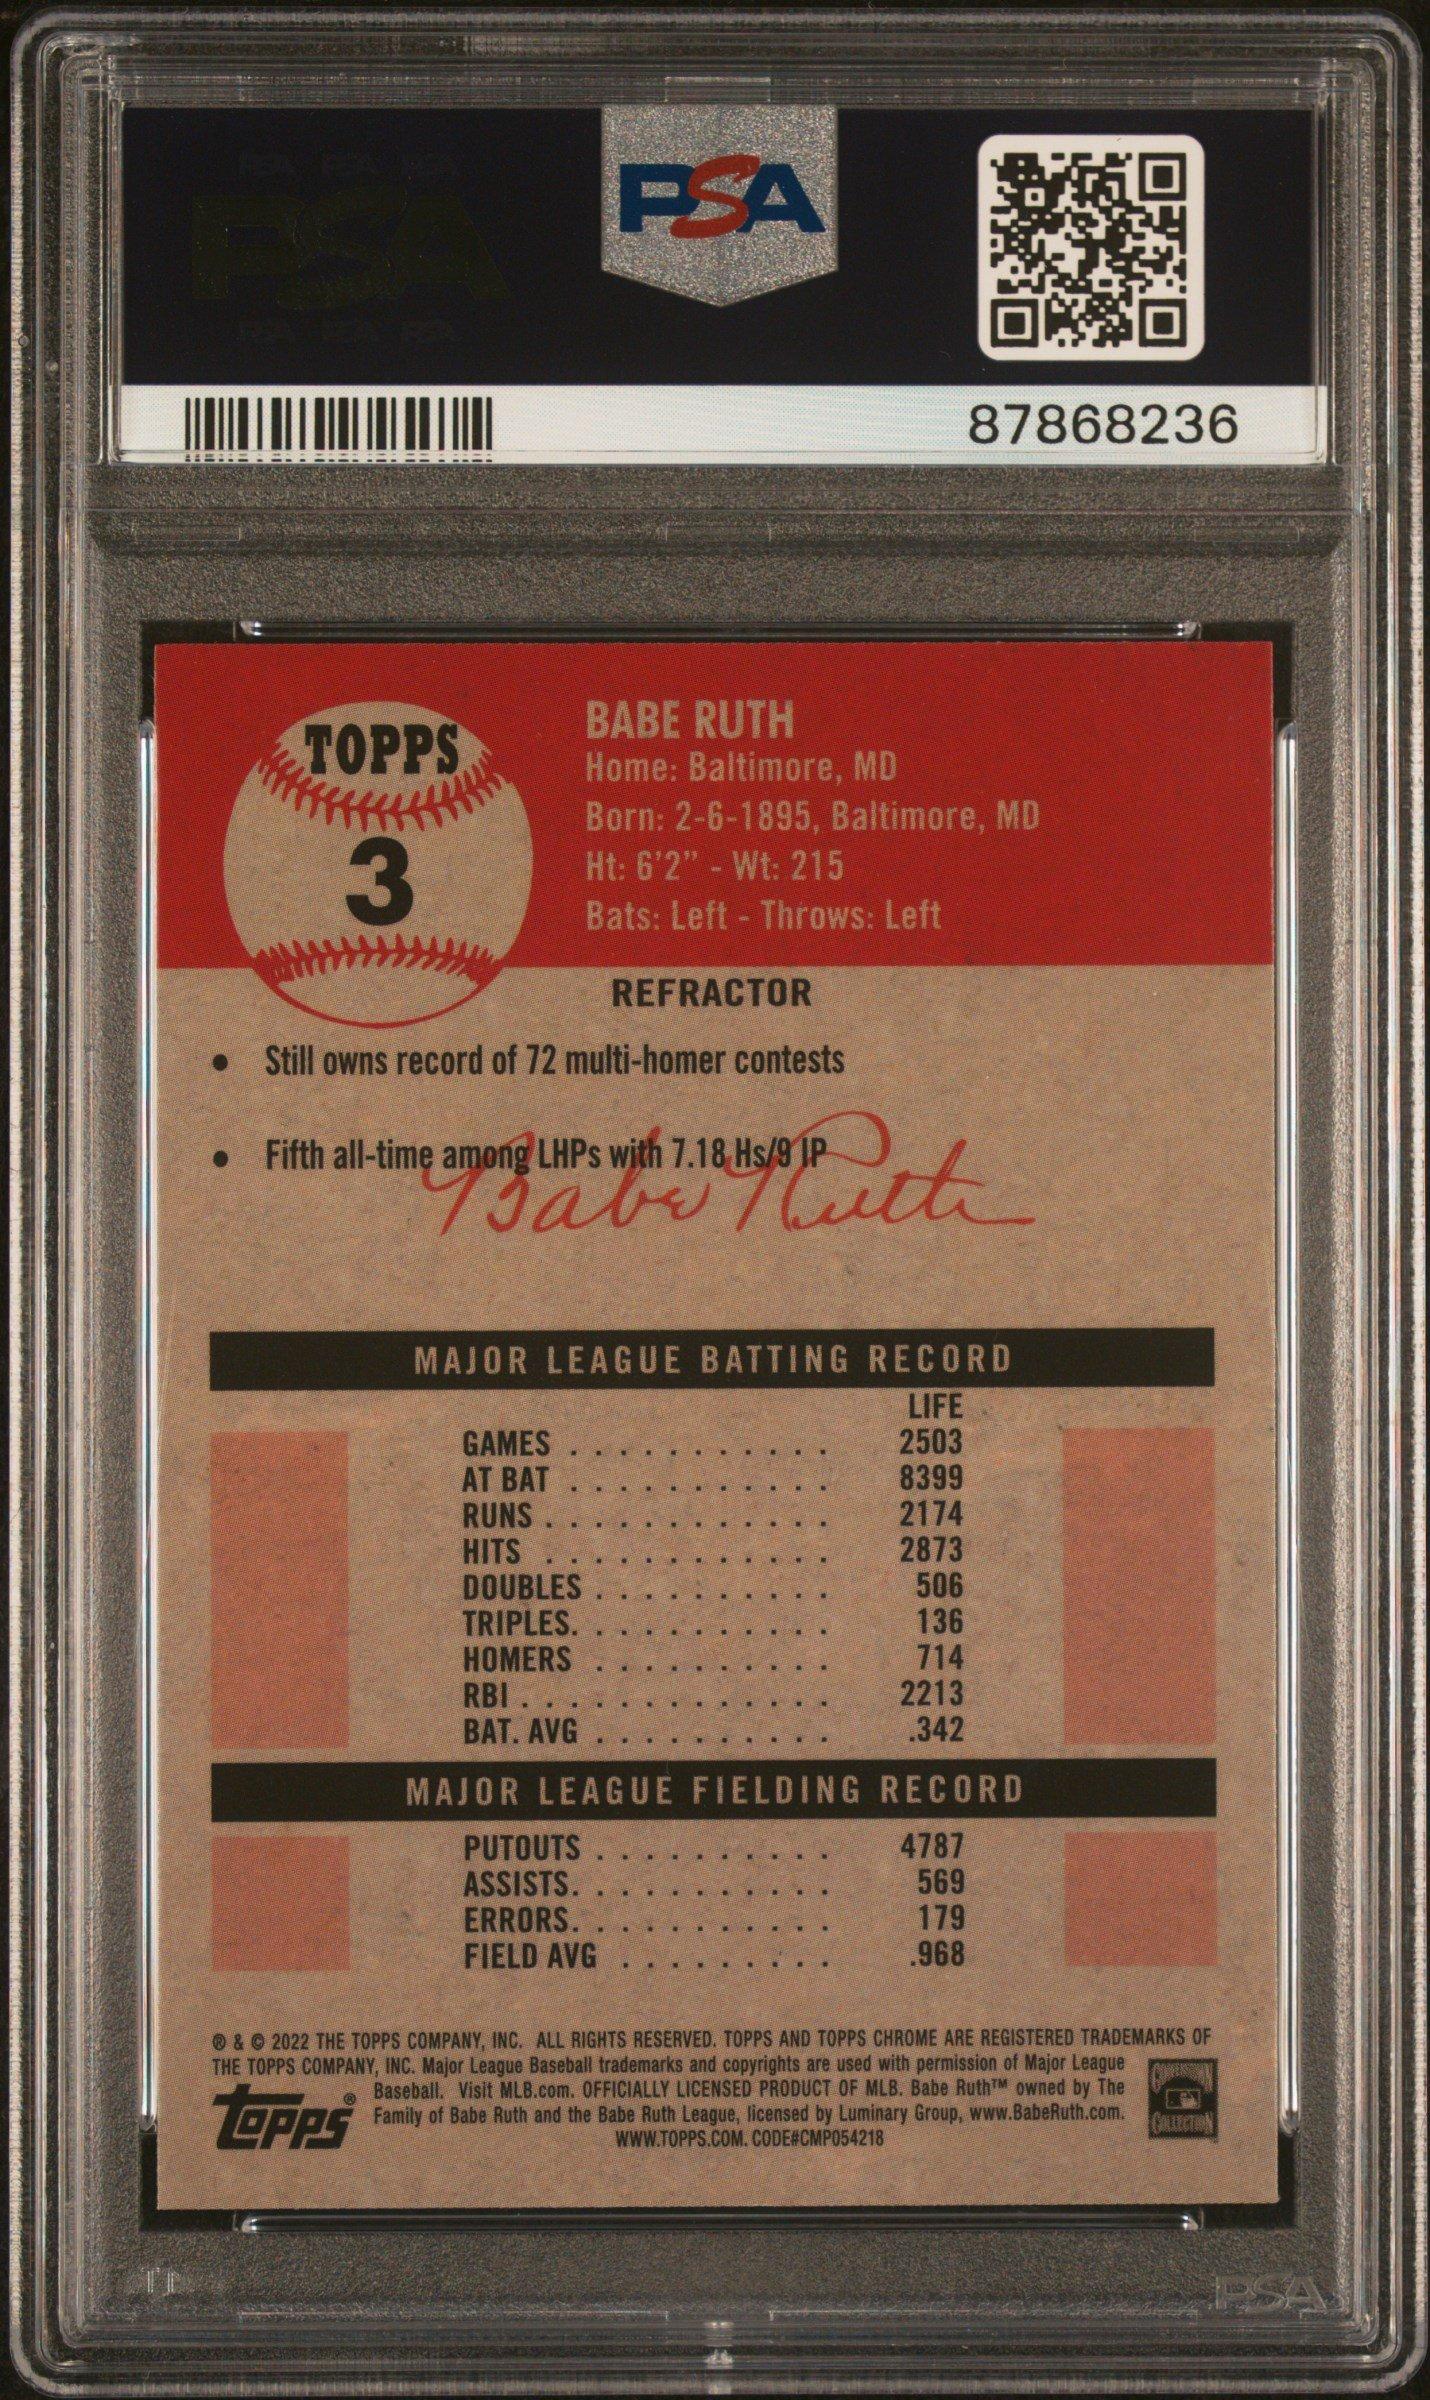 PSA
PSA
87868236
TOPPS
3
BABE RUTH
Home: Baltimore, MD
Born: 2-6-1895, Baltimore, MD
Ht: 6'2" - Wt: 215
Bats: Left - Throws: Left
REFRACTOR
• Still owns record of 72 multi-homer contests
• Fifth all-time among LHPs with 7.18 Hs/9 IP
Babe Ruth
MAJOR LEAGUE BATTING RECORD
LIFE
GAMES . . . . . . . . . . . 2503
AT BAT . . . . . . . . . . . 8399
RUNS . . . . . . . . . . . . 2174
HITS . . . . . . . . . . . . 2873
DOUBLES . . . . . . . . . . 506
TRIPLES. . . . . . . . . . . 136
HOMERS . . . . . . . . . . 714
RBI . . . . . . . . . . . . . 2213
BAT. AVG . . . . . . . . . . .342
MAJOR LEAGUE FIELDING RECORD
PUTOUTS . . . . . . . . . . 4787
ASSISTS. . . . . . . . . . . 569
ERRORS. . . . . . . . . . . 179
FIELD AVG . . . . . . . . . .968
® & © 2022 THE TOPPS COMPANY, INC. ALL RIGHTS RESERVED. TOPPS AND TOPPS CHROME ARE REGISTERED TRADEMARKS OF
THE TOPPS COMPANY, INC. Major League Baseball trademarks and copyrights are used with permission of Major League
Baseball. Visit MLB.com. OFFICIALLY LICENSED PRODUCT OF MLB. Babe Ruth™ owned by The
Family of Babe Ruth and the Babe Ruth League, licensed by Luminary Group, www.BabeRuth.com.
WWW.TOPPS.COM. CODE#CMP054218
TOPPS®
COOPERSTOWN
COLLECTION
PSA